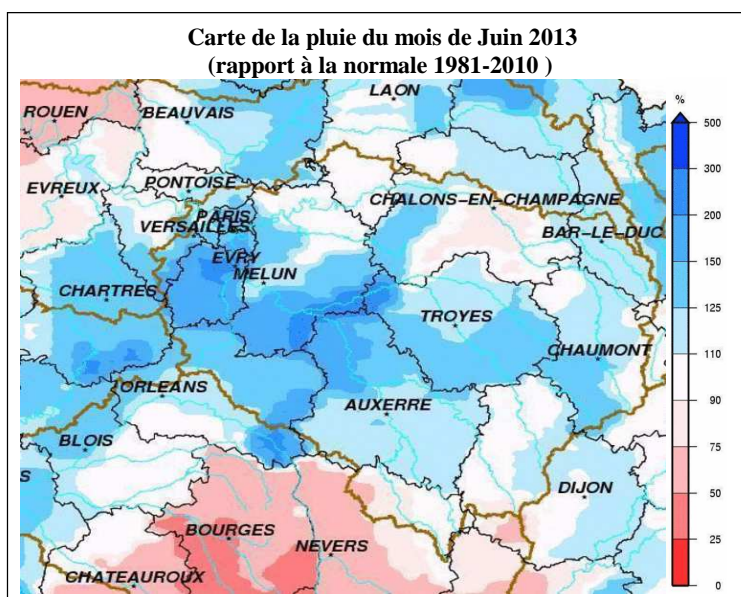 Carte de la pluie du mois de Juin 2013
(rapport à la normale 1981-2010 )
LAON
%
ROUEN
BEAUVAIS
500
EVREUX
PONTOISE
300
CHALONS-EN-CHAMPAGNE
PARIS
VERSAILLES
200
BAR-LE-DUC
EVRY
MELUN
150
CHARTRES
125
TROYES
CHAUMONT
110
ORLEANS
90
AUXERRE
BLOIS
75
S
DIJON
50
BOURGES
NEVERS
25
CHATEAUROUX
0